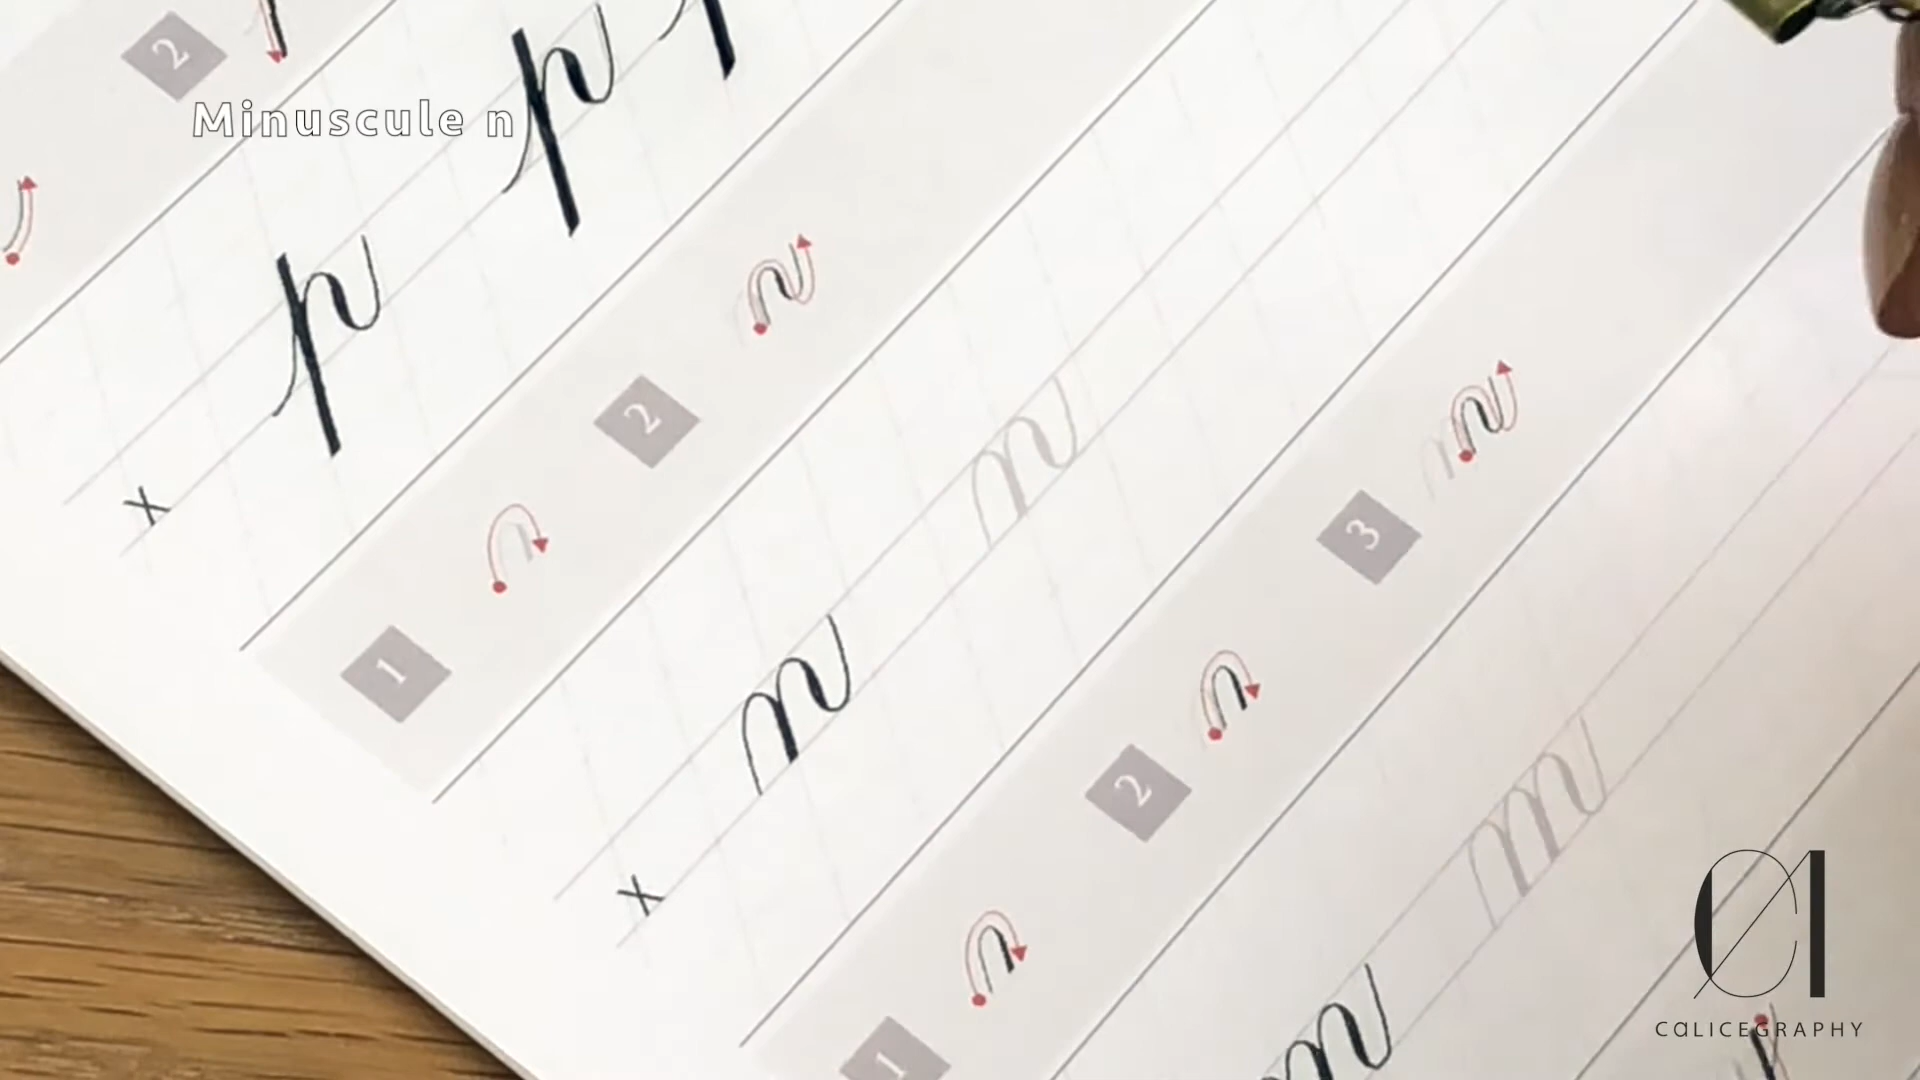 Minuscule n
2
p p p
x
1 2
n n
x
1 2 3
m m
CALICEGRAPHY